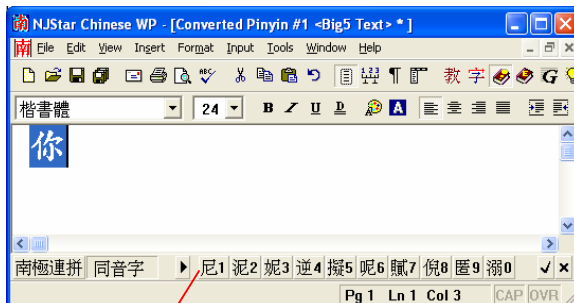 NJStar Chinese WP - [Converted Pinyin #1 <Big5 Text> * ]
File Edit View Insert Format Input Tools Window Help
教 字 G
楷書體 24 B I U D A
你
南極連拼 同音字 尼1 泥2 妮3 逆4 擬5 呢6 膩7 倪8 匿9 溺0
Pg 1 Ln 1 Col 3 CAP OVR